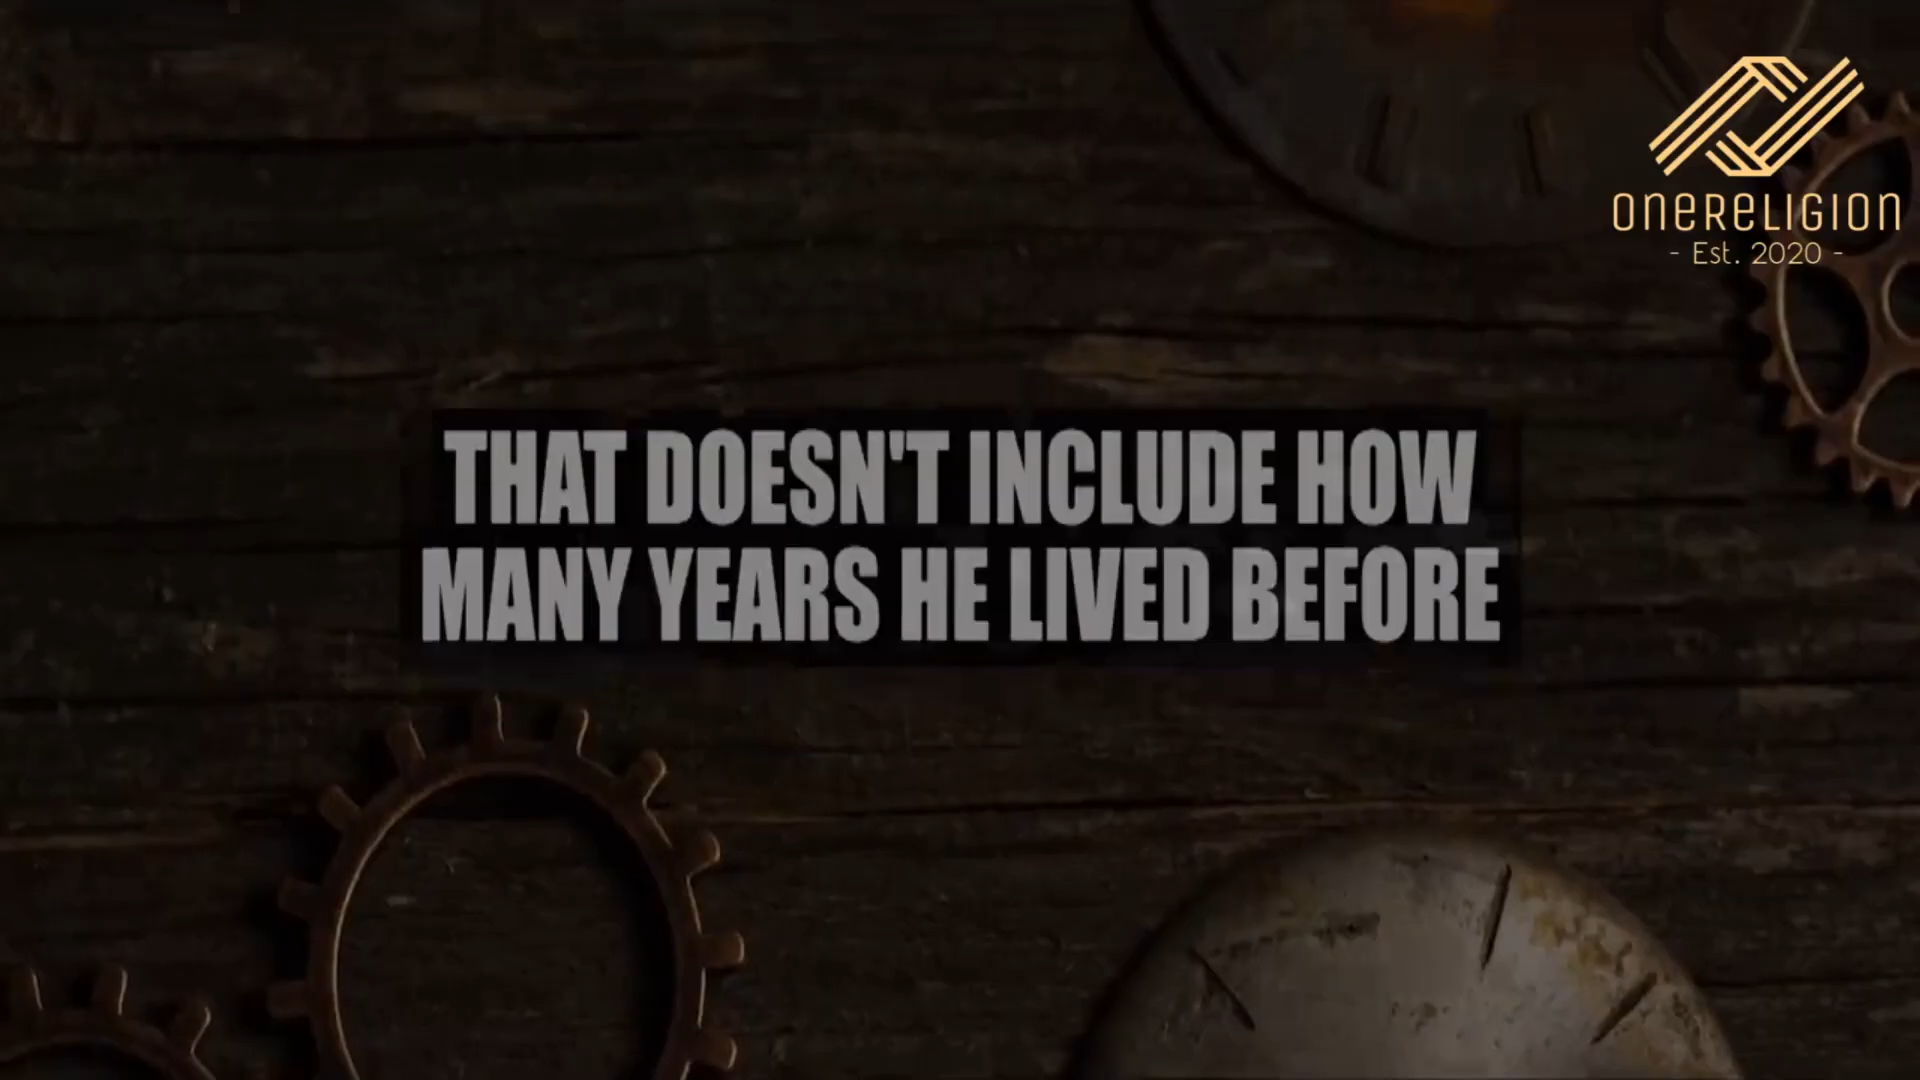 ONERELIGION
- Est. 2020 -
THAT DOESN'T INCLUDE HOW
MANY YEARS HE LIVED BEFORE